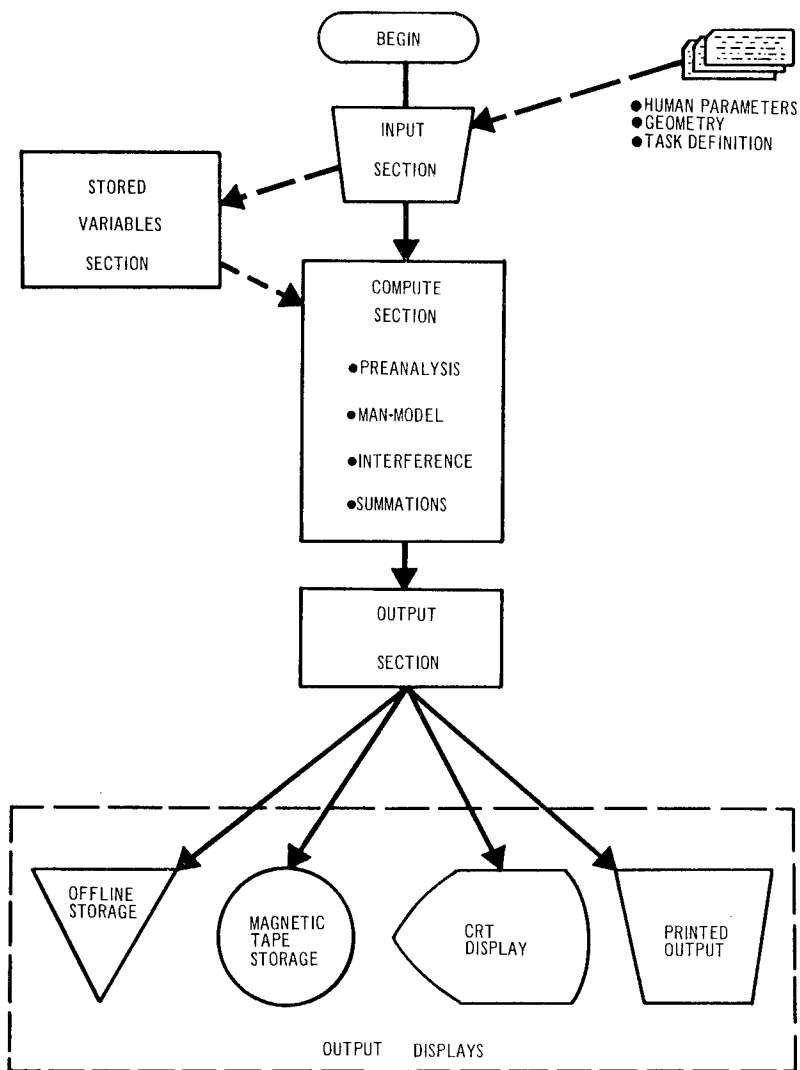 BEGIN
●HUMAN PARAMETERS
●GEOMETRY
●TASK DEFINITION
INPUT
SECTION
STORED
VARIABLES
SECTION
COMPUTE
SECTION
●PREANALYSIS
●MAN-MODEL
●INTERFERENCE
●SUMMATIONS
OUTPUT
SECTION
OFFLINE
STORAGE
MAGNETIC
TAPE
STORAGE
CRT
DISPLAY
PRINTED
OUTPUT
OUTPUT DISPLAYS